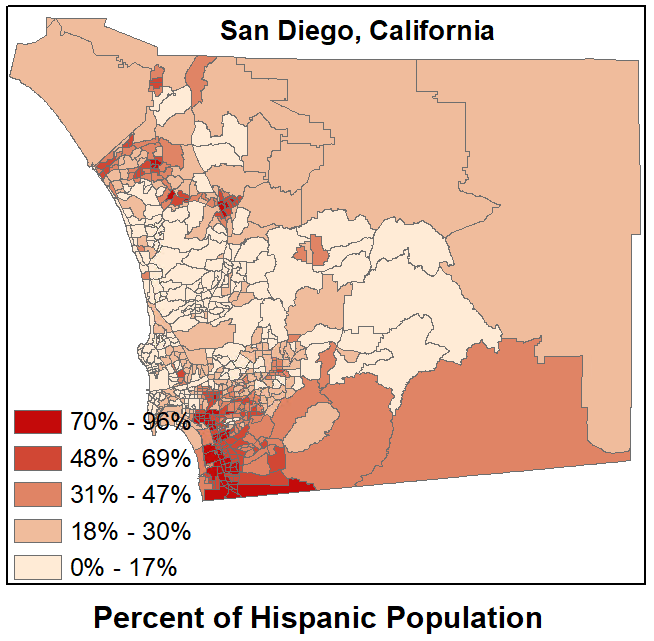 San Diego, California
70% - 96%
48% - 69%
31% - 47%
18% - 30%
0% - 17%
Percent of Hispanic Population